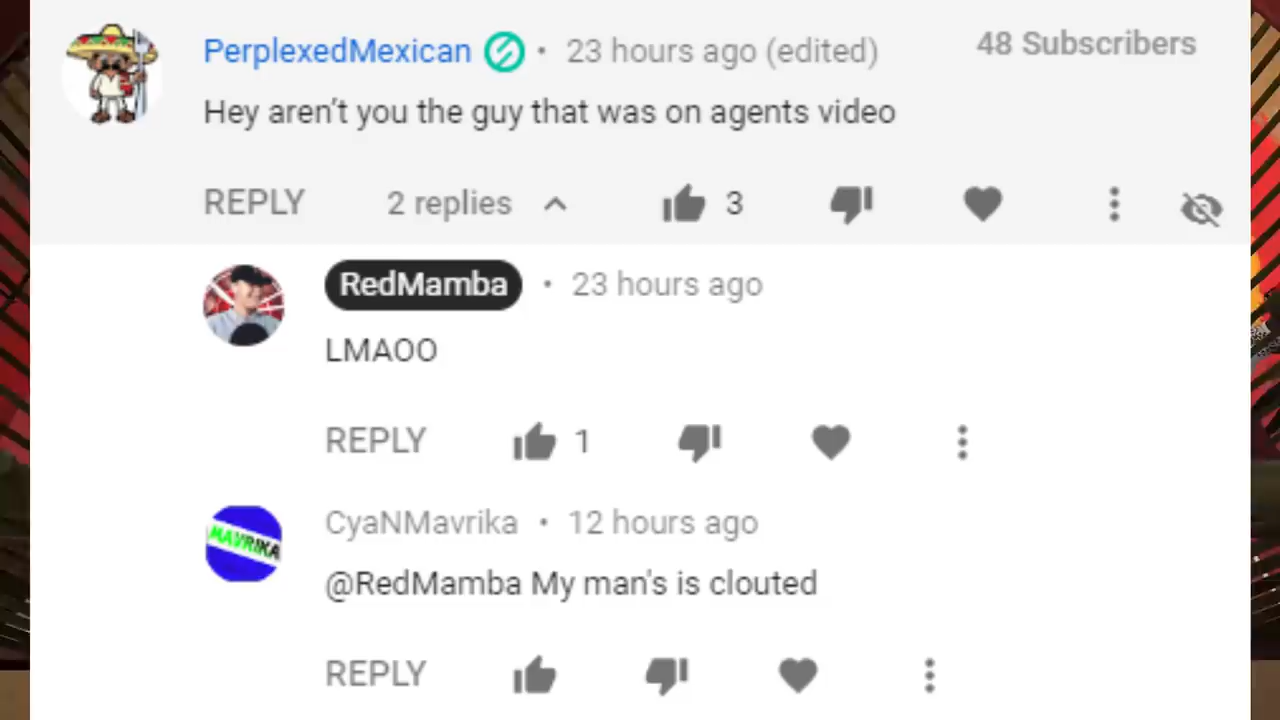 PerplexedMexican • 23 hours ago (edited) 48 Subscribers
Hey aren't you the guy that was on agents video
REPLY 2 replies 3
RedMamba • 23 hours ago
LMAOO
REPLY 1
MAVRIKA
CyaNMavrika • 12 hours ago
@RedMamba My man's is clouted
REPLY